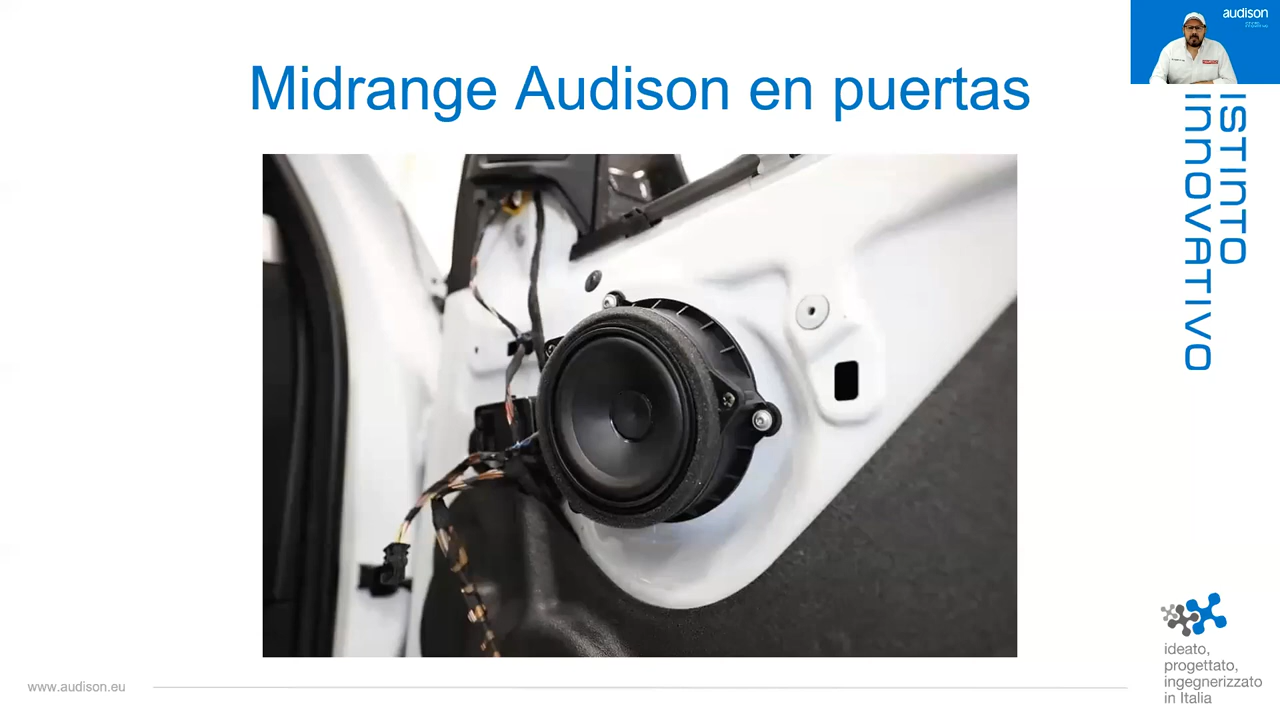 Midrange Audison en puertas
audison
ISTINTO
INNOVATIVO
www.audison.eu
ideato,
progettato,
ingegnerizzato
in Italia